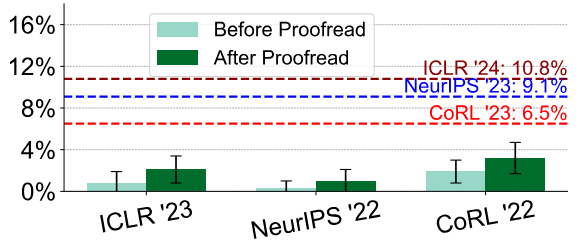 16%
12%
8%
4%
0%
Before Proofread
After Proofread
ICLR '24: 10.8%
NeurIPS '23: 9.1%
CoRL '23: 6.5%
ICLR '23
NeurIPS '22
CoRL '22